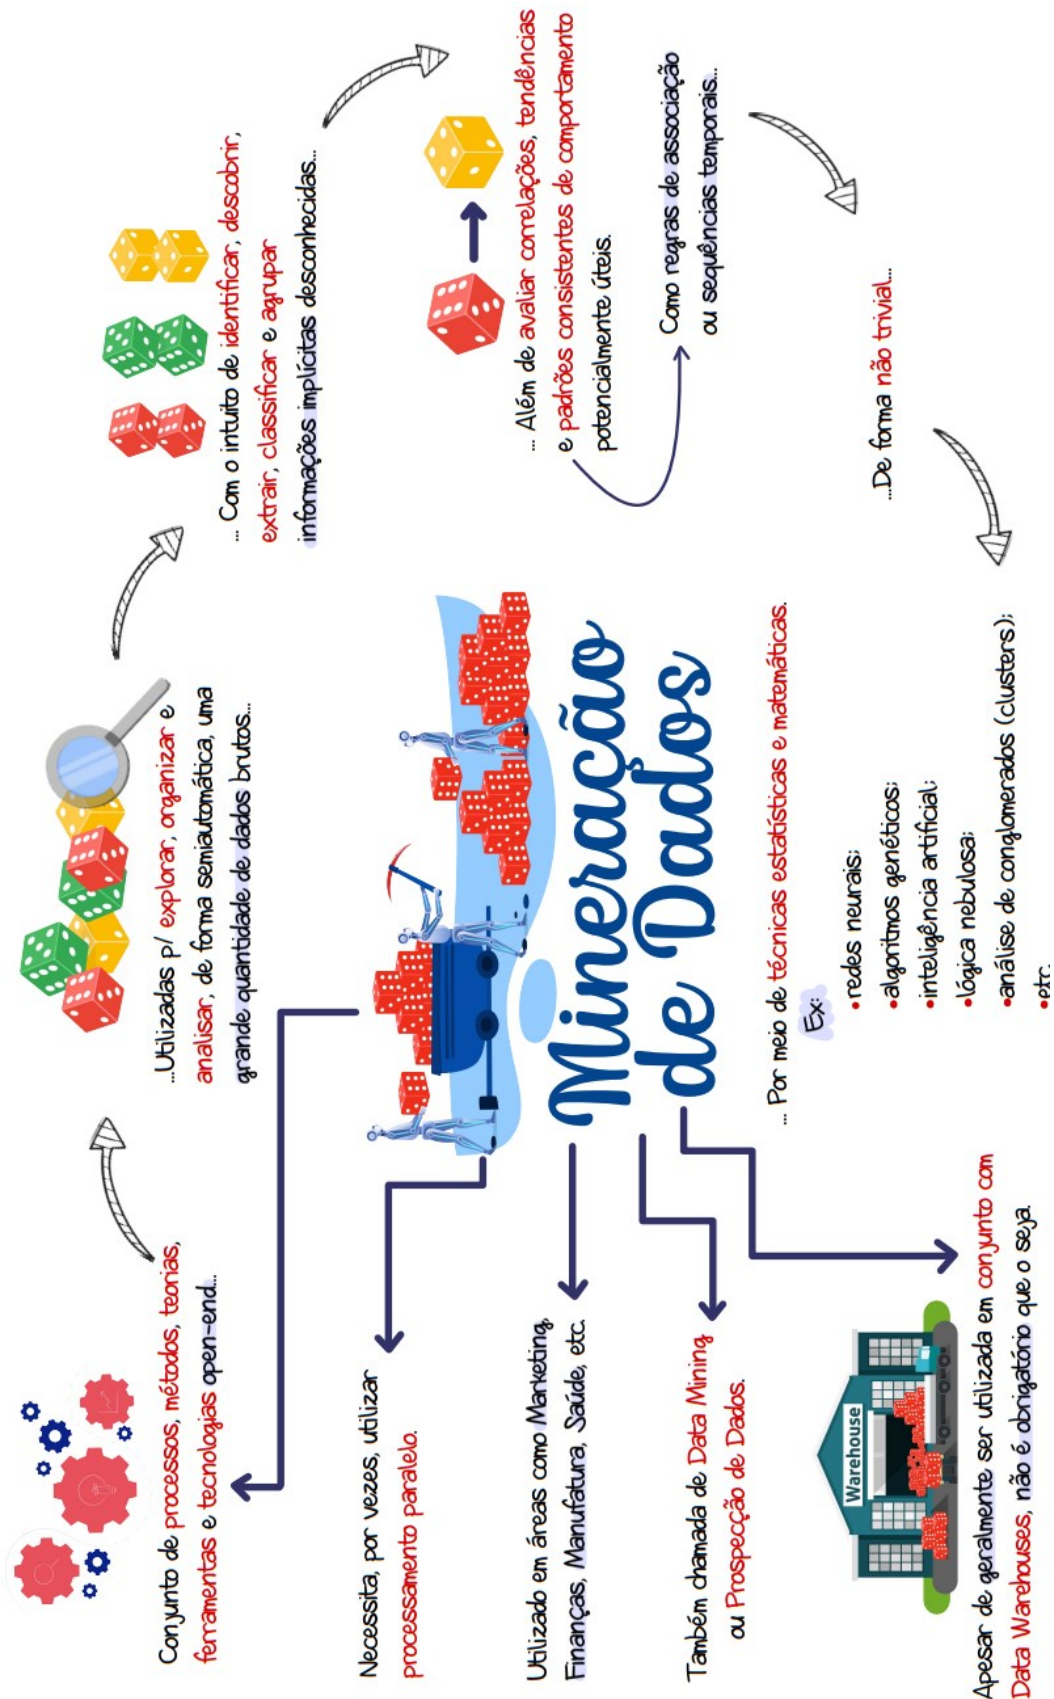 Conjunto de processos, métodos, teorias,
ferramentas e tecnologias open-end...
...Utilizadas p/ explorar, organizar e
analisar, de forma semiautomática, uma
grande quantidade de dados brutos...
... Com o intuito de identificar, descobrir,
extrair, classificar e agrupar
informações implícitas desconhecidas...
... Além de avaliar correlações, tendências
e padrões consistentes de comportamento
potencialmente úteis.
Como regras de associação
ou sequências temporais...
...De forma não trivial...
... Por meio de técnicas estatísticas e matemáticas.
Ex:
•redes neurais;
•algoritmos genéticos;
•inteligência artificial;
•lógica nebulosa;
•análise de conglomerados (clusters);
•etc.
Mineração
de Dados
Necessita, por vezes, utilizar
processamento paralelo.
Utilizado em áreas como Marketing,
Finanças, Manufatura, Saúde, etc.
Também chamada de Data Mining
ou Prospecção de Dados.
Warehouse
Apesar de geralmente ser utilizada em conjunto com
Data Warehouses, não é obrigatório que o seja.